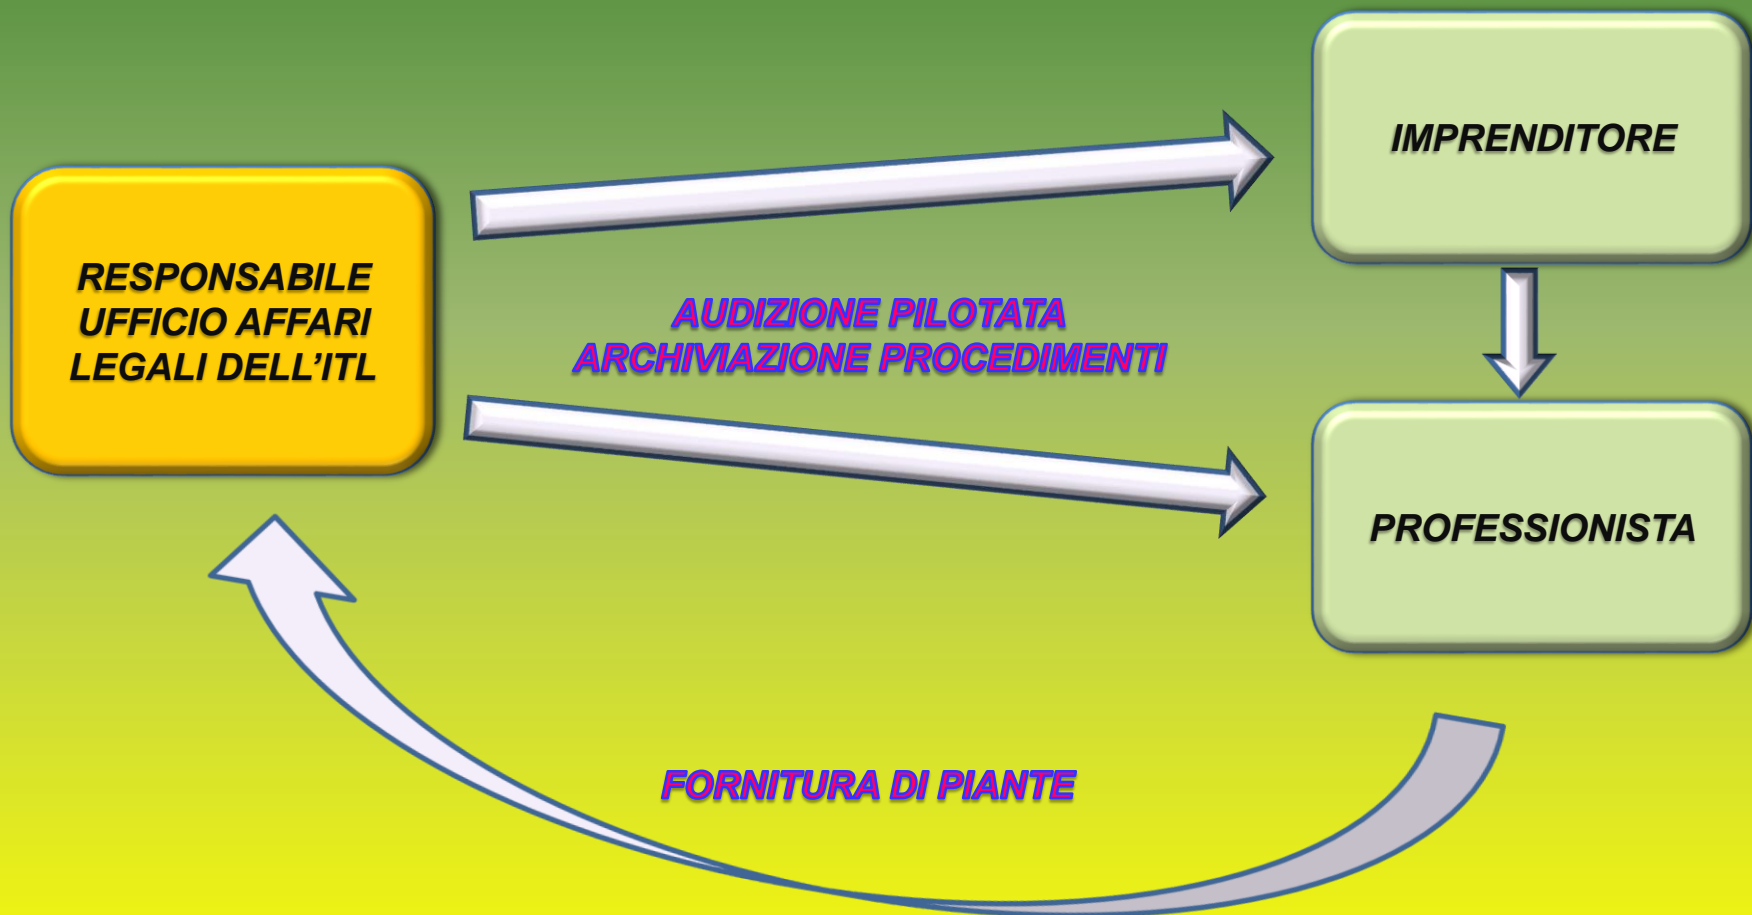 RESPONSABILE
UFFICIO AFFARI
LEGALI DELL'ITL
IMPRENDITORE
AUDIZIONE PILOTATA
ARCHIVIAZIONE PROCEDIMENTI
PROFESSIONISTA
FORNITURA DI PIANTE